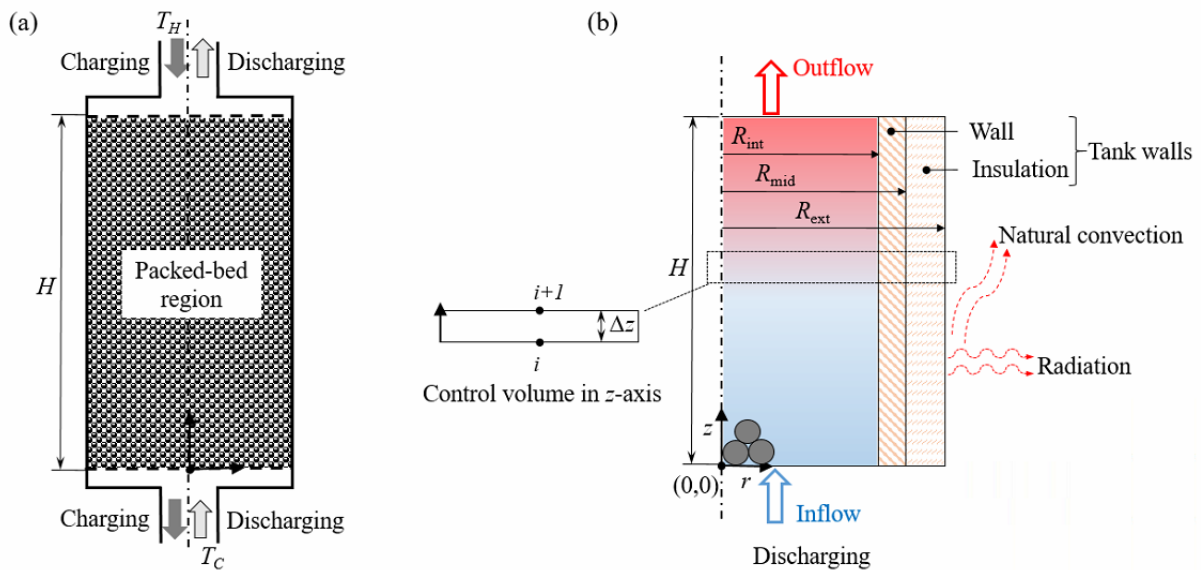 (a)
T_H
Charging
Discharging
H
Packed-bed
region
Charging
Discharging
T_C
(b)
Outflow
R_int
Wall
Insulation
Tank walls
R_mid
R_ext
Natural convection
H
i+1
Δz
i
Control volume in z-axis
Radiation
z
(0,0)
r
Inflow
Discharging